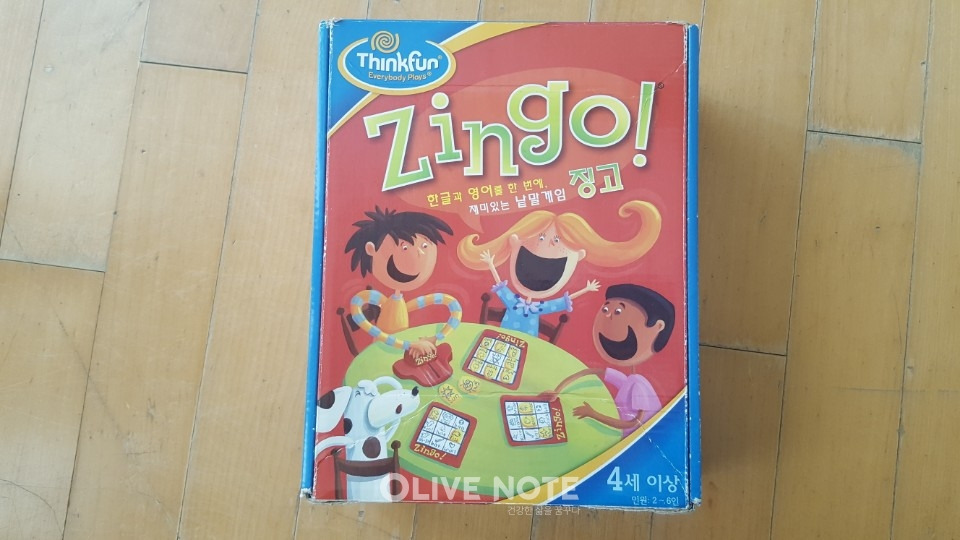 Thinkfun®
Everybody Plays®
Zingo!®
한글과 영어를 한 번에,
재미있는 낱말게임 징고
Zingo!
Zingo!
Zingo!
Zingo!
4세 이상
인원: 2~6인
OLIVE NOTE
건강한 삶을 꿈꾸다